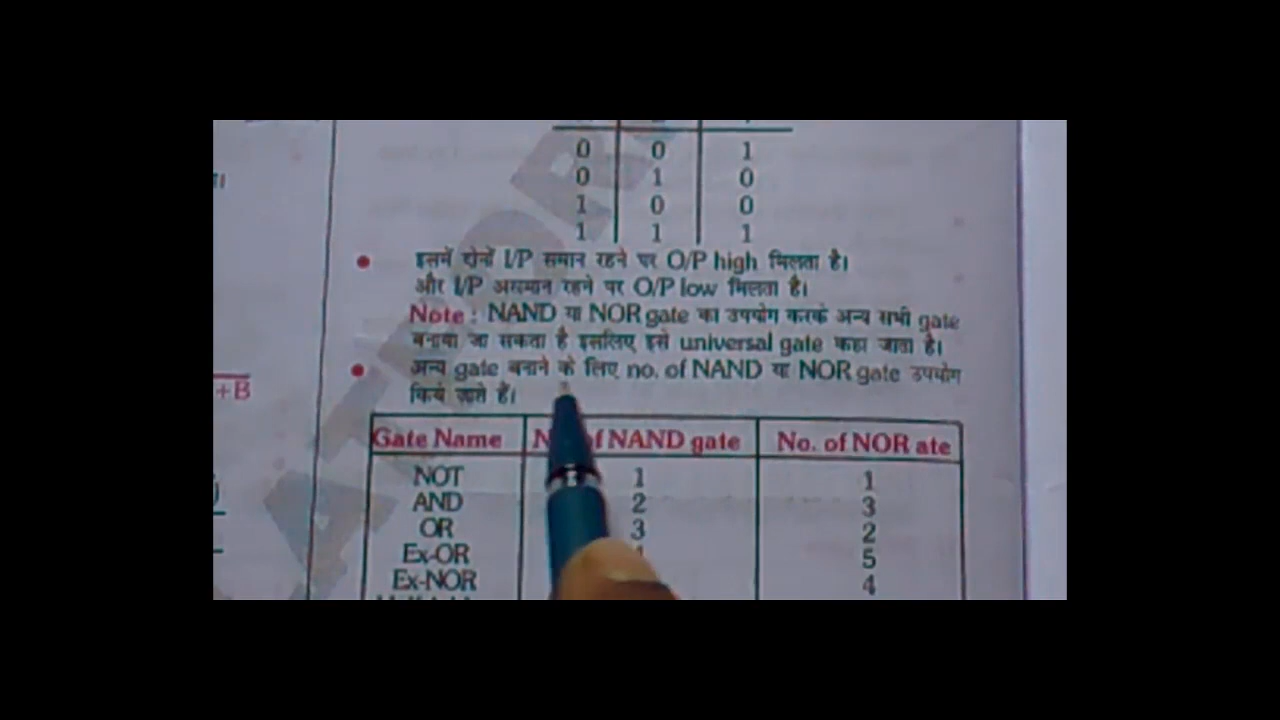 0 0 1
0 1 0
1 0 0
1 1 1
इसमें दोनों I/P समान रहने पर O/P high मिलता है।
और I/P असमान रहने पर O/P low मिलता है।
Note : NAND या NOR gate का उपयोग करके अन्य सभी gate
बनाया जा सकता है इसलिए इसे universal gate कहा जाता है।
अन्य gate बनाने के लिए no. of NAND या NOR gate उपयोग
किये जाते हैं।
+B
Gate Name of NAND gate No. of NOR ate
NOT 1 1
AND 2 3
OR 3 2
Ex-OR 5
Ex-NOR 4